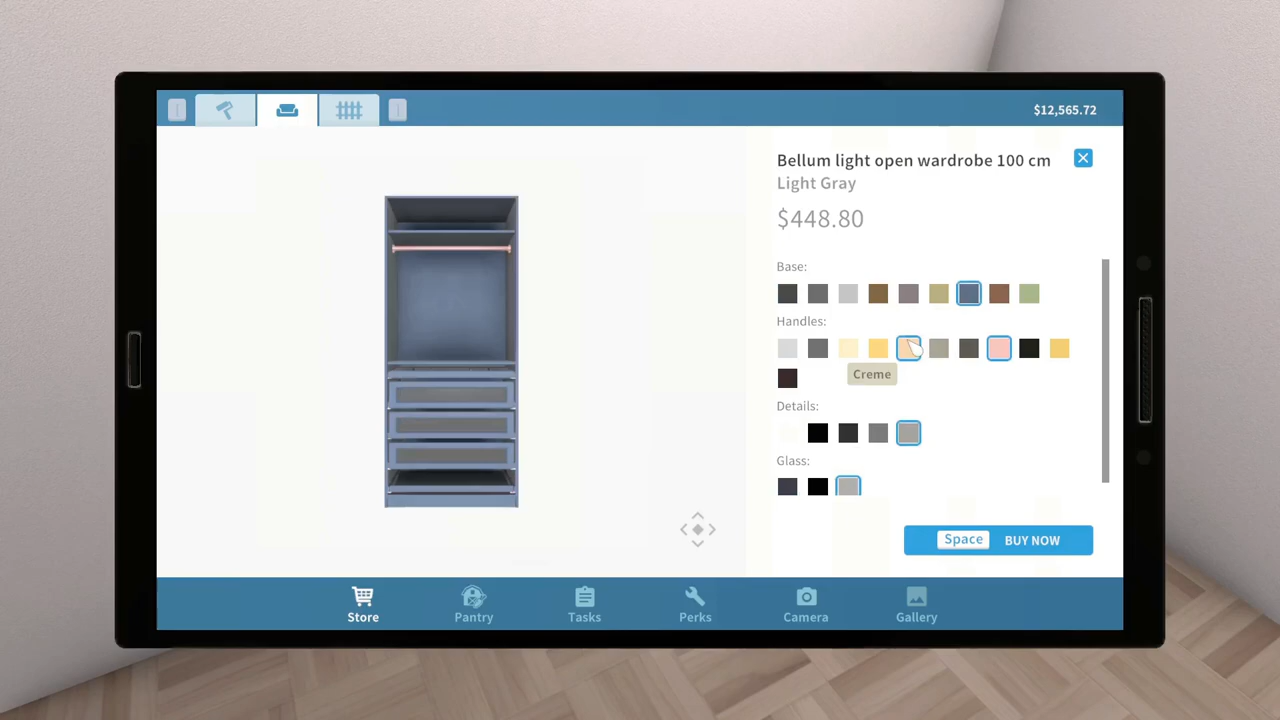 $12,565.72
Bellum light open wardrobe 100 cm
Light Gray
$448.80
Base:
Handles:
Creme
Details:
Glass:
Space BUY NOW
Store Pantry Tasks Perks Camera Gallery